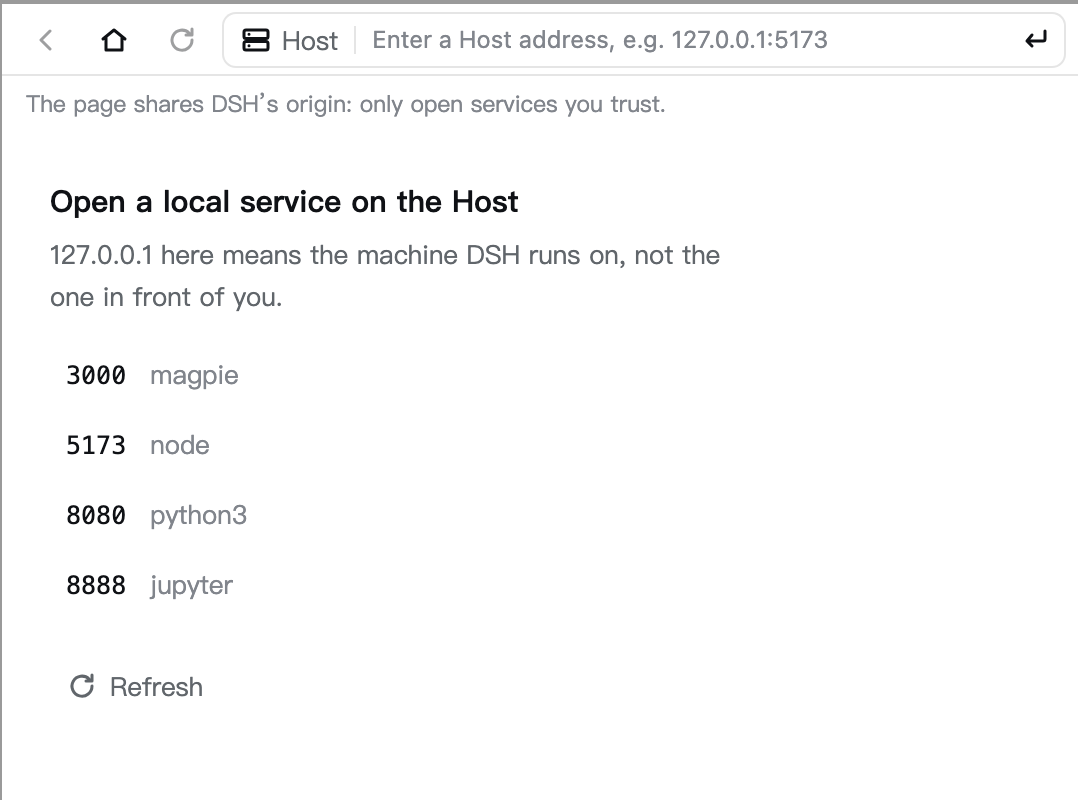 Host Enter a Host address, e.g. 127.0.0.1:5173
The page shares DSH's origin: only open services you trust.
Open a local service on the Host
127.0.0.1 here means the machine DSH runs on, not the
one in front of you.
3000 magpie
5173 node
8080 python3
8888 jupyter
Refresh